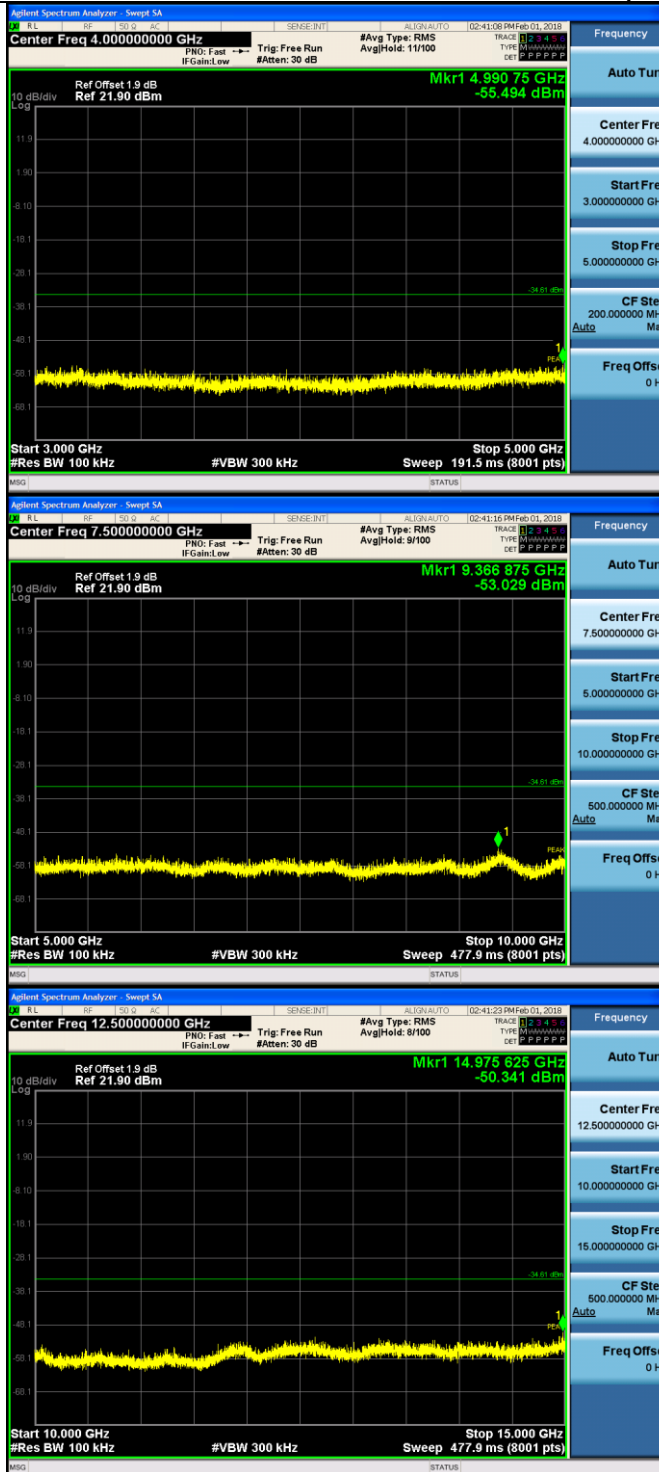 Agilent Spectrum Analyzer - Swept SA
RL RF 50 Ω AC SENSE:INT ALIGN AUTO 02:41:08 PM Feb 01, 2018
Center Freq 4.000000000 GHz #Avg Type: RMS TRACE 1 2 3 4 5 6
PNO: Fast Trig: Free Run Avg|Hold: 11/100 TYPE M
IFGain:Low #Atten: 30 dB DET P P P P P P
Mkr1 4.990 75 GHz
Ref Offset 1.9 dB -55.494 dBm
10 dB/div Ref 21.90 dBm
Log
11.9
1.90
-8.10
-18.1
-28.1
-34.61 dBm
-38.1
-48.1
1
PEAK
-58.1
-68.1
Start 3.000 GHz Stop 5.000 GHz
#Res BW 100 kHz #VBW 300 kHz Sweep 191.5 ms (8001 pts)
MSG STATUS
Frequency
Auto Tun
Center Fre
4.000000000 GH
Start Fre
3.000000000 GH
Stop Fre
5.000000000 GH
CF Ste
200.000000 MH
Auto Ma
Freq Offse
0 H
Agilent Spectrum Analyzer - Swept SA
RL RF 50 Ω AC SENSE:INT ALIGN AUTO 02:41:16 PM Feb 01, 2018
Center Freq 7.500000000 GHz #Avg Type: RMS TRACE 1 2 3 4 5 6
PNO: Fast Trig: Free Run Avg|Hold: 9/100 TYPE M
IFGain:Low #Atten: 30 dB DET P P P P P P
Mkr1 9.366 875 GHz
Ref Offset 1.9 dB -53.029 dBm
10 dB/div Ref 21.90 dBm
Log
11.9
1.90
-8.10
-18.1
-28.1
-34.61 dBm
-38.1
-48.1
1
PEAK
-58.1
-68.1
Start 5.000 GHz Stop 10.000 GHz
#Res BW 100 kHz #VBW 300 kHz Sweep 477.9 ms (8001 pts)
MSG STATUS
Frequency
Auto Tun
Center Fre
7.500000000 GH
Start Fre
5.000000000 GH
Stop Fre
10.000000000 GH
CF Ste
500.000000 MH
Auto Ma
Freq Offse
0 H
Agilent Spectrum Analyzer - Swept SA
RL RF 50 Ω AC SENSE:INT ALIGN AUTO 02:41:23 PM Feb 01, 2018
Center Freq 12.500000000 GHz #Avg Type: RMS TRACE 1 2 3 4 5 6
PNO: Fast Trig: Free Run Avg|Hold: 8/100 TYPE M
IFGain:Low #Atten: 30 dB DET P P P P P P
Mkr1 14.975 625 GHz
Ref Offset 1.9 dB -50.341 dBm
10 dB/div Ref 21.90 dBm
Log
11.9
1.90
-8.10
-18.1
-28.1
-34.61 dBm
-38.1
-48.1
1
PEAK
-58.1
-68.1
Start 10.000 GHz Stop 15.000 GHz
#Res BW 100 kHz #VBW 300 kHz Sweep 477.9 ms (8001 pts)
MSG STATUS
Frequency
Auto Tun
Center Fre
12.500000000 GH
Start Fre
10.000000000 GH
Stop Fre
15.000000000 GH
CF Ste
500.000000 MH
Auto Ma
Freq Offse
0 H